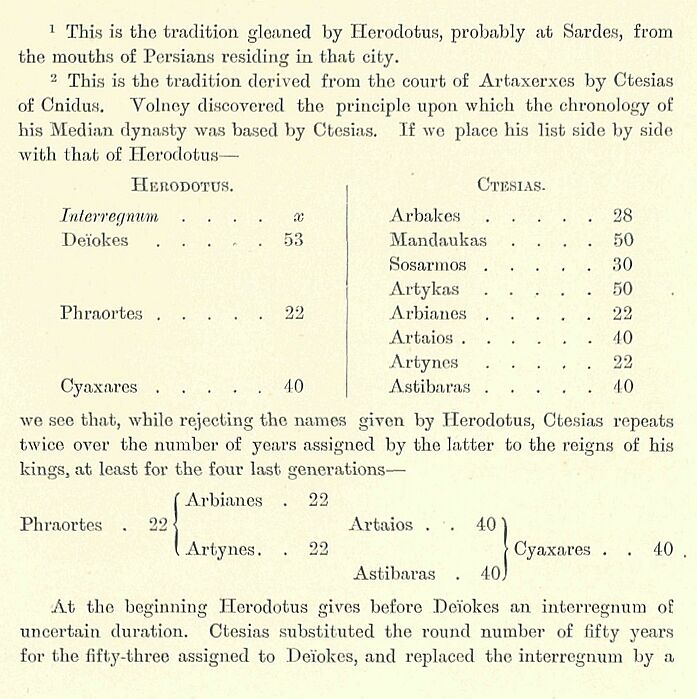 ¹ This is the tradition gleaned by Herodotus, probably at Sardes, from
the mouths of Persians residing in that city.
² This is the tradition derived from the court of Artaxerxes by Ctesias
of Cnidus. Volney discovered the principle upon which the chronology of
his Median dynasty was based by Ctesias. If we place his list side by side
with that of Herodotus—
HERODOTUS.
Interregnum . . . . x
Deïokes . . . . . 53
Phraortes . . . . . 22
Cyaxares . . . . . 40
CTESIAS.
Arbakes . . . . . 28
Mandaukas . . . . 50
Sosarmos . . . . . 30
Artykas . . . . . 50
Arbianes . . . . . 22
Artaios . . . . . 40
Artynes . . . . . 22
Astibaras . . . . . 40
we see that, while rejecting the names given by Herodotus, Ctesias repeats
twice over the number of years assigned by the latter to the reigns of his
kings, at least for the four last generations—
Phraortes . 22
Arbianes . 22
Artynes. . 22
Artaios . . 40
Astibaras . 40
Cyaxares . . 40
At the beginning Herodotus gives before Deïokes an interregnum of
uncertain duration. Ctesias substituted the round number of fifty years
for the fifty-three assigned to Deïokes, and replaced the interregnum by a